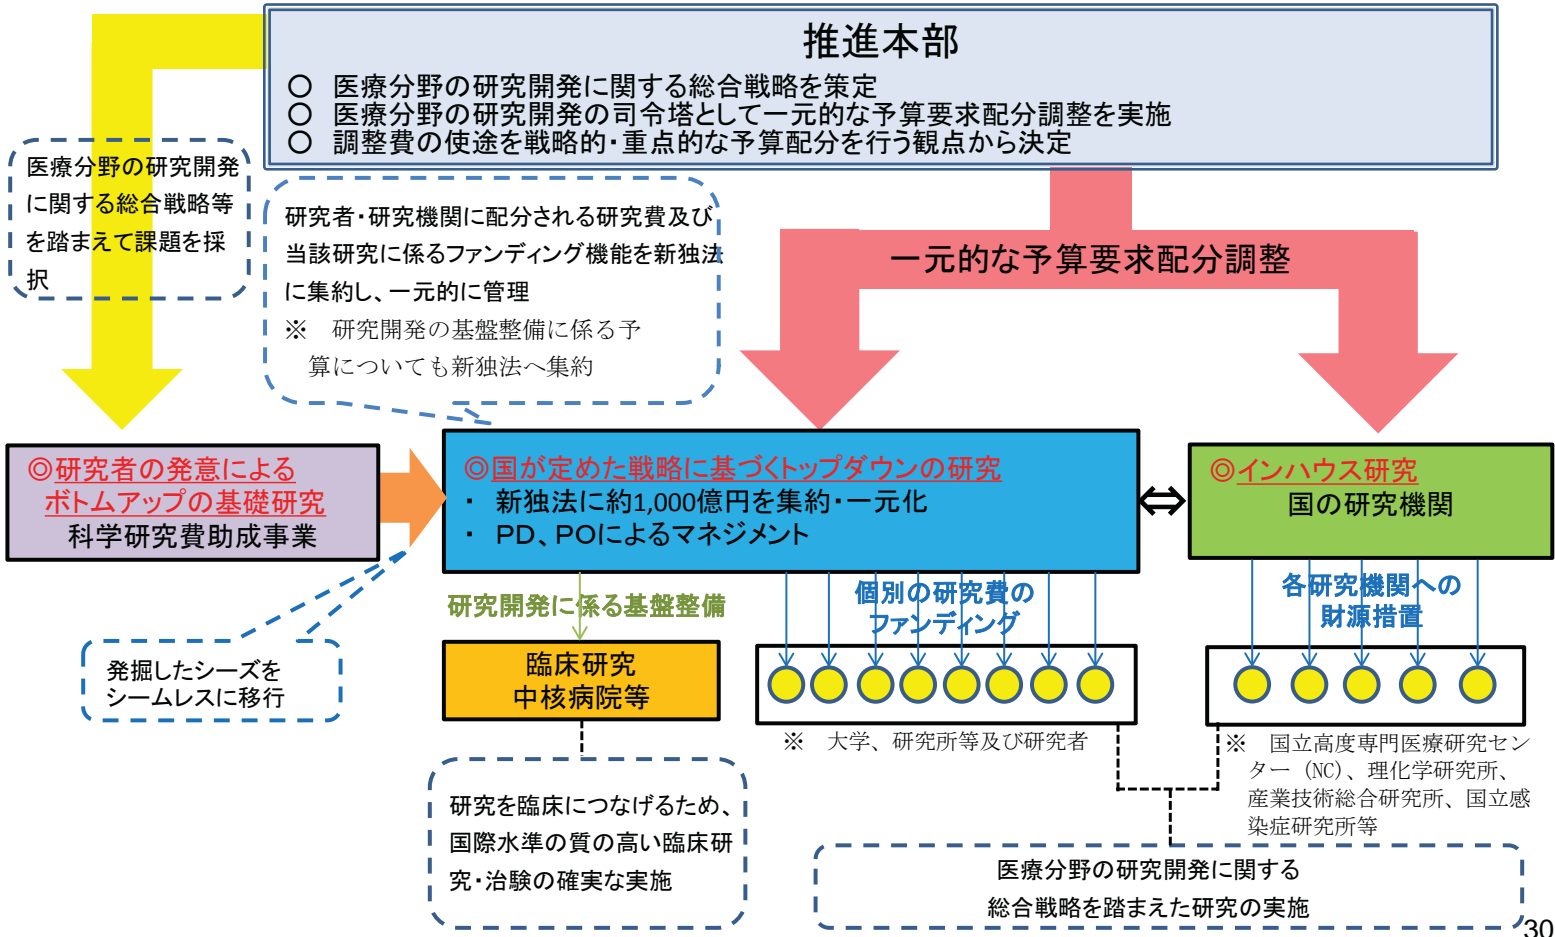 推進本部
○ 医療分野の研究開発に関する総合戦略を策定
○ 医療分野の研究開発の司令塔として一元的な予算要求配分調整を実施
○ 調整費の使途を戦略的・重点的な予算配分を行う観点から決定
医療分野の研究開発
に関する総合戦略等
を踏まえて課題を採
択
研究者・研究機関に配分される研究費及び
当該研究に係るファンディング機能を新独法
に集約し、一元的に管理
※ 研究開発の基盤整備に係る予
算についても新独法へ集約
一元的な予算要求配分調整
◎研究者の発意による
ボトムアップの基礎研究
科学研究費助成事業
◎国が定めた戦略に基づくトップダウンの研究
・ 新独法に約1,000億円を集約・一元化
・ PD、POによるマネジメント
◎インハウス研究
国の研究機関
研究開発に係る基盤整備
個別の研究費の
ファンディング
各研究機関への
財源措置
発掘したシーズを
シームレスに移行
臨床研究
中核病院等
※ 大学、研究所等及び研究者
※ 国立高度専門医療研究セン
ター(NC)、理化学研究所、
産業技術総合研究所、国立感
染症研究所等
研究を臨床につなげるため、
国際水準の質の高い臨床研
究・治験の確実な実施
医療分野の研究開発に関する
総合戦略を踏まえた研究の実施
30